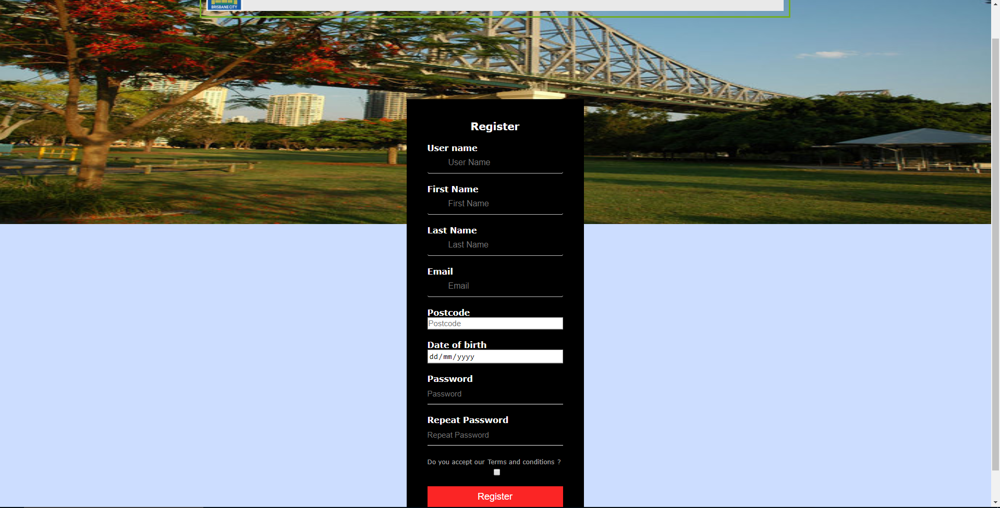 BRISBANE CITY
Register
User name
User Name
First Name
First Name
Last Name
Last Name
Email
Email
Postcode
Postcode
Date of birth
dd/mm/yyyy
Password
Password
Repeat Password
Repeat Password
Do you accept our Terms and conditions ?
Register